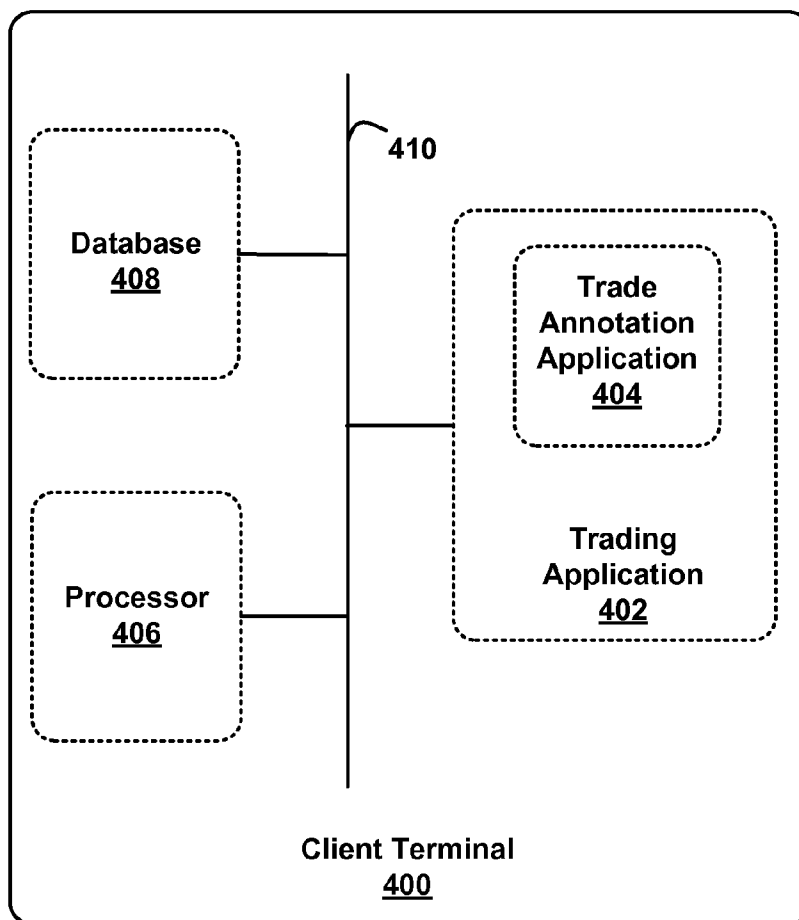 410
Database
408
Trade
Annotation
Application
404
Trading
Application
402
Processor
406
Client Terminal
400